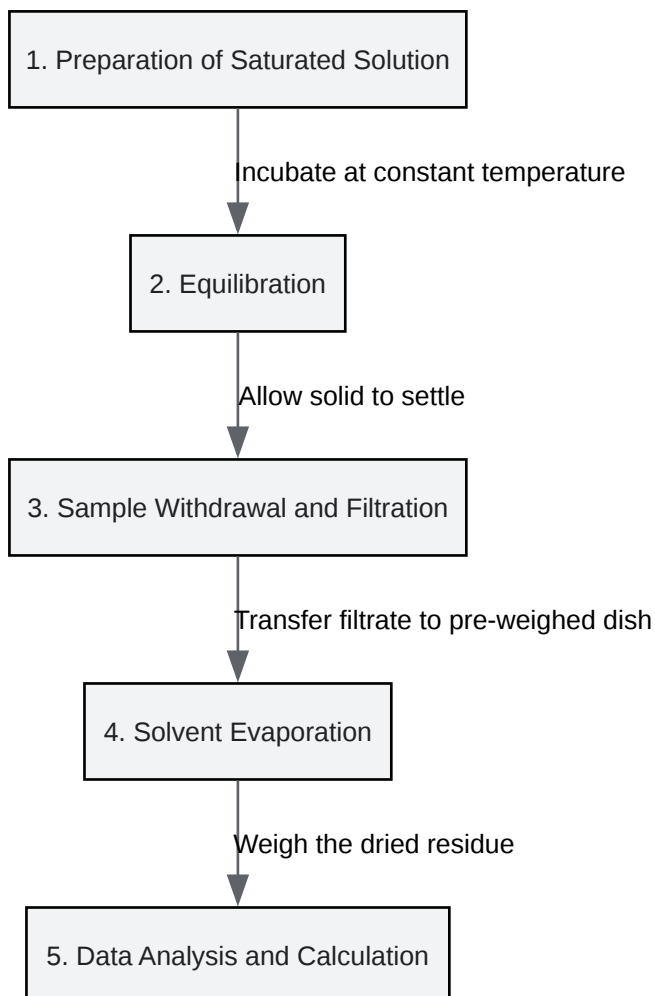 1. Preparation of Saturated Solution
Incubate at constant temperature
2. Equilibration
Allow solid to settle
3. Sample Withdrawal and Filtration
Transfer filtrate to pre-weighed dish
4. Solvent Evaporation
Weigh the dried residue
5. Data Analysis and Calculation